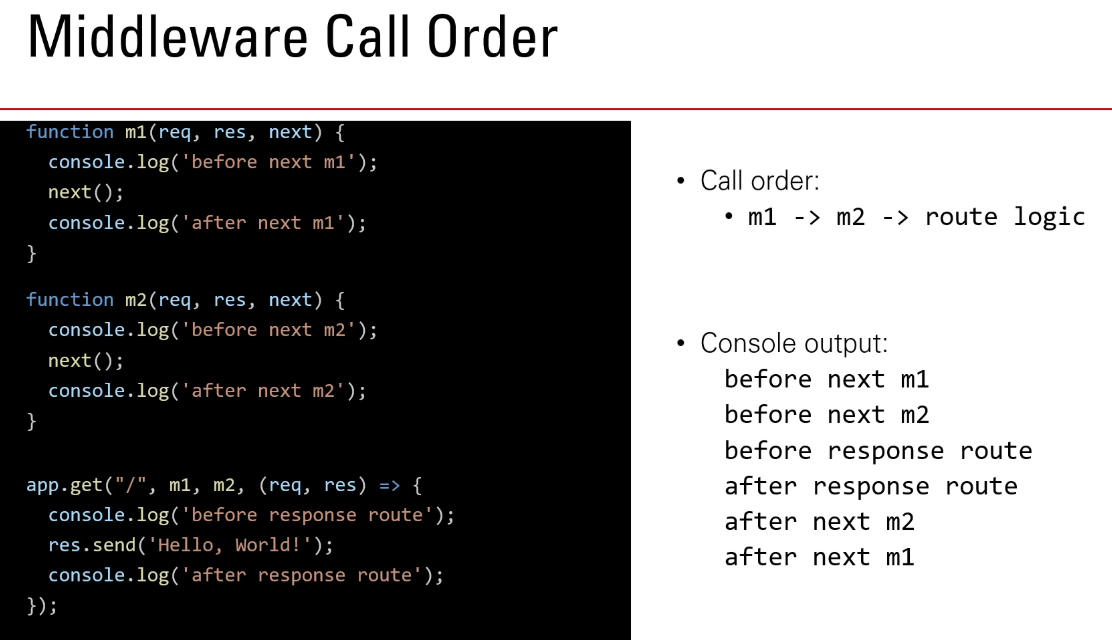 Middleware Call Order
function m1(req, res, next) {
  console.log('before next m1');
  next();
  console.log('after next m1');
}
function m2(req, res, next) {
  console.log('before next m2');
  next();
  console.log('after next m2');
}
app.get("/", m1, m2, (req, res) => {
  console.log('before response route');
  res.send('Hello, World!');
  console.log('after response route');
});
• Call order:
• m1 -> m2 -> route logic
• Console output:
before next m1
before next m2
before response route
after response route
after next m2
after next m1